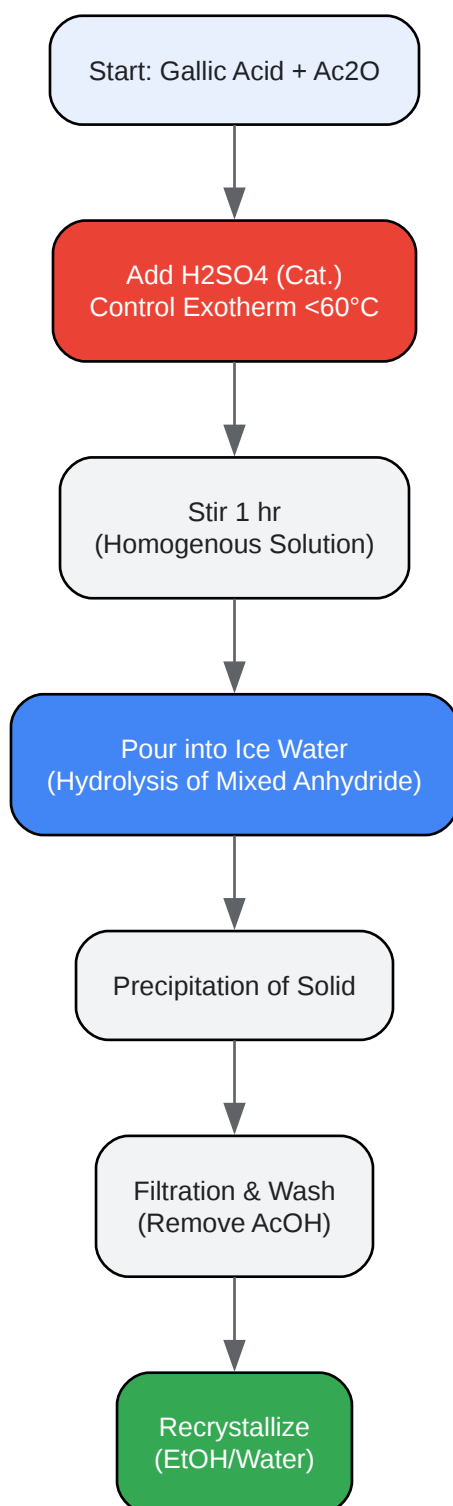 Start: Gallic Acid + Ac2O
Add H2SO4 (Cat.)
Control Exotherm <60°C
Stir 1 hr
(Homogenous Solution)
Pour into Ice Water
(Hydrolysis of Mixed Anhydride)
Precipitation of Solid
Filtration & Wash
(Remove AcOH)
Recrystallize
(EtOH/Water)